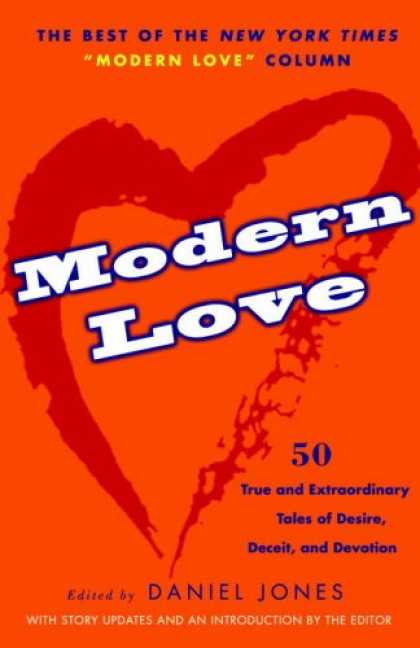 THE BEST OF THE NEW YORK TIMES
"MODERN LOVE" COLUMN
Modern
Love
50
True and Extraordinary
Tales of Desire,
Deceit, and Devotion
Edited by DANIEL JONES
WITH STORY UPDATES AND AN INTRODUCTION BY THE EDITOR